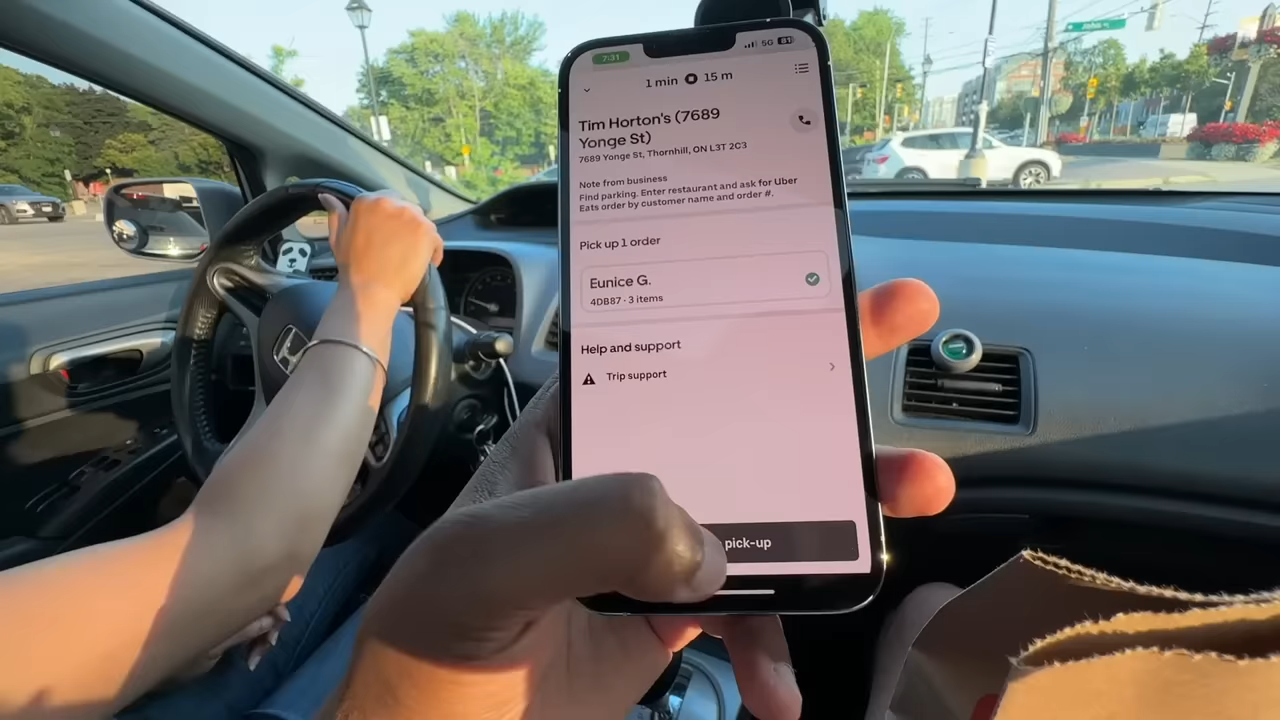 7:31
5G 81
1 min 15 m
Tim Horton's (7689
Yonge St)
7689 Yonge St, Thornhill, ON L3T 2C3
Note from business
Find parking. Enter restaurant and ask for Uber
Eats order by customer name and order #.
Pick up 1 order
Eunice G.
4DB87 · 3 items
Help and support
Trip support
pick-up
John